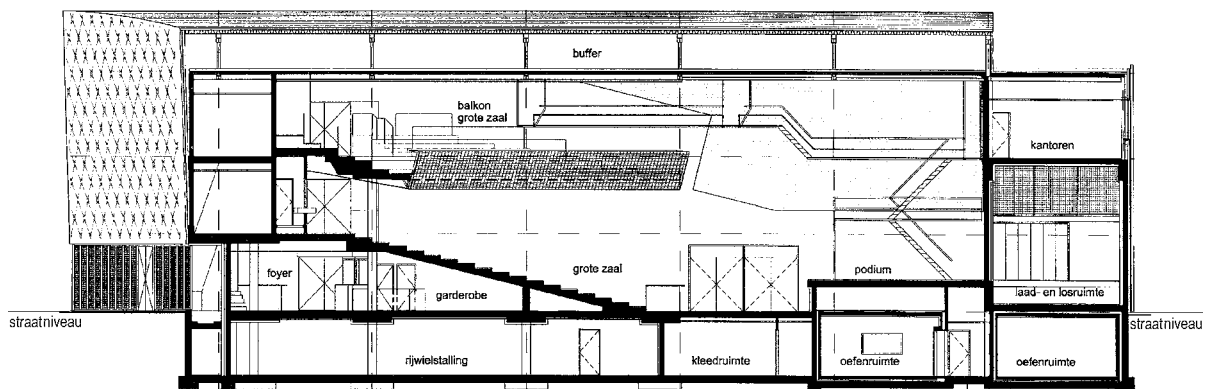 buffer
balkon
grote zaal
kantoren
foyer
grote zaal
podium
garderobe
laad- en losruimte
straatniveau
straatniveau
rijwielstalling
kleedruimte
oefenruimte
oefenruimte